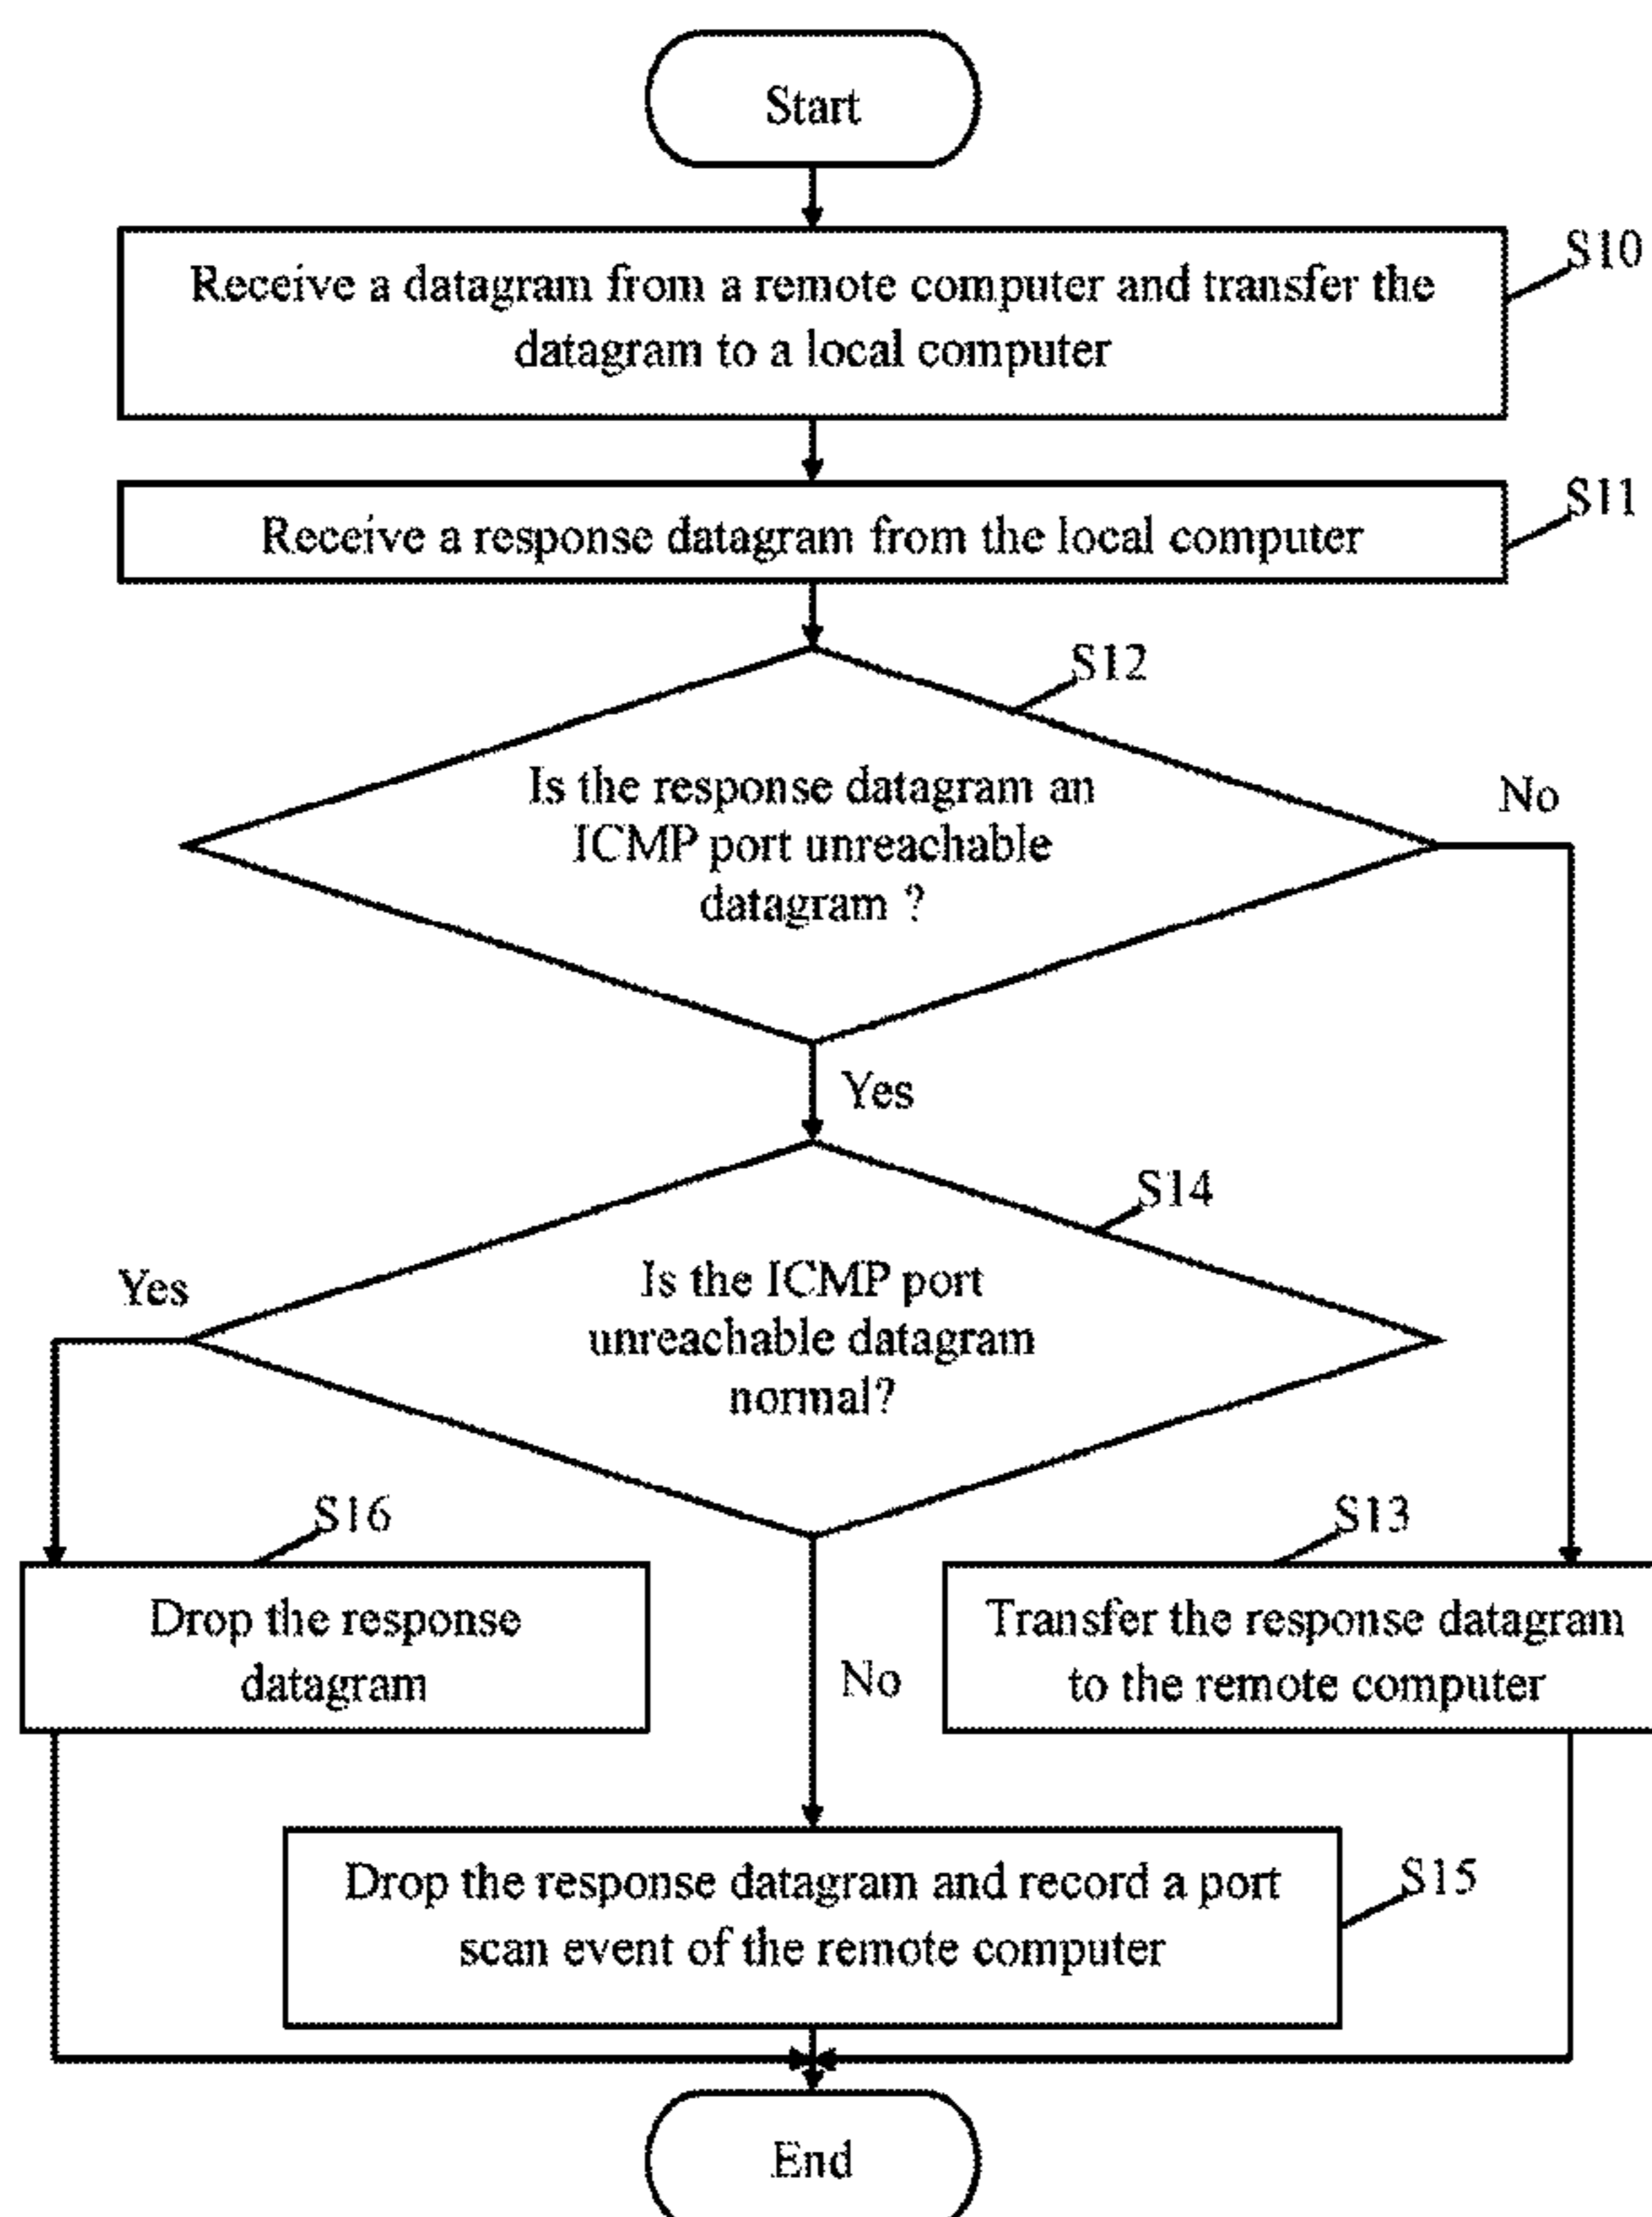 Start
S10
Receive a datagram from a remote computer and transfer the
datagram to a local computer
S11
Receive a response datagram from the local computer
S12
Is the response datagram an
ICMP port unreachable
datagram ?
No
Yes
S14
Is the ICMP port
unreachable datagram
normal?
Yes
S16
Drop the response
datagram
No
S13
Transfer the response datagram
to the remote computer
S15
Drop the response datagram and record a port
scan event of the remote computer
End